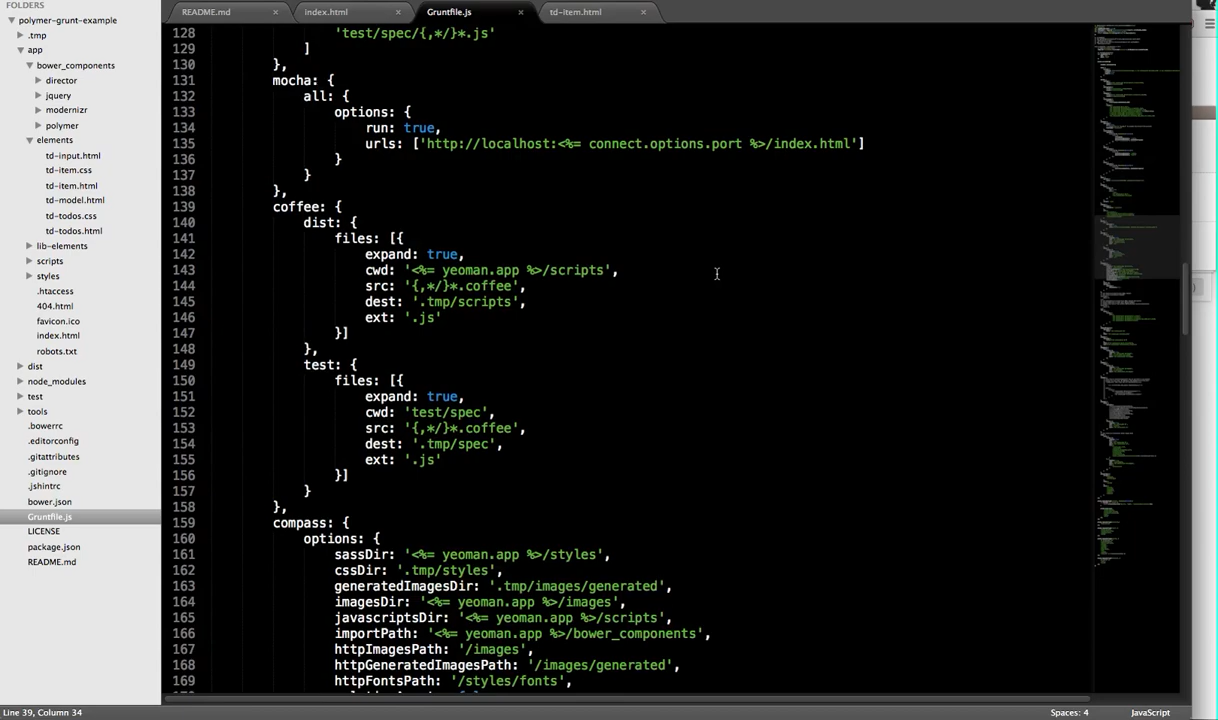 FOLDERS
polymer-grunt-example
.tmp
app
bower_components
director
jquery
modernizr
polymer
elements
td-input.html
td-item.css
td-item.html
td-model.html
td-todos.css
td-todos.html
lib-elements
scripts
styles
.htaccess
404.html
favicon.ico
index.html
robots.txt
dist
node_modules
test
tools
.bowerrc
.editorconfig
.gitattributes
.gitignore
.jshintrc
bower.json
Gruntfile.js
LICENSE
package.json
README.md
README.md × index.html × Gruntfile.js × td-item.html ×
128 'test/spec/{,*/}*.js'
129 ]
130 },
131 mocha: {
132 all: {
133 options: {
134 run: true,
135 urls: ['http://localhost:<%= connect.options.port %>/index.html']
136 }
137 }
138 },
139 coffee: {
140 dist: {
141 files: [{
142 expand: true,
143 cwd: '<%= yeoman.app %>/scripts',
144 src: '{,*/}*.coffee',
145 dest: '.tmp/scripts',
146 ext: '.js'
147 }]
148 },
149 test: {
150 files: [{
151 expand: true,
152 cwd: 'test/spec',
153 src: '{,*/}*.coffee',
154 dest: '.tmp/spec',
155 ext: '.js'
156 }]
157 }
158 },
159 compass: {
160 options: {
161 sassDir: '<%= yeoman.app %>/styles',
162 cssDir: '.tmp/styles',
163 generatedImagesDir: '.tmp/images/generated',
164 imagesDir: '<%= yeoman.app %>/images',
165 javascriptsDir: '<%= yeoman.app %>/scripts',
166 importPath: '<%= yeoman.app %>/bower_components',
167 httpImagesPath: '/images',
168 httpGeneratedImagesPath: '/images/generated',
169 httpFontsPath: '/styles/fonts',
Line 39, Column 34
Spaces: 4
JavaScript